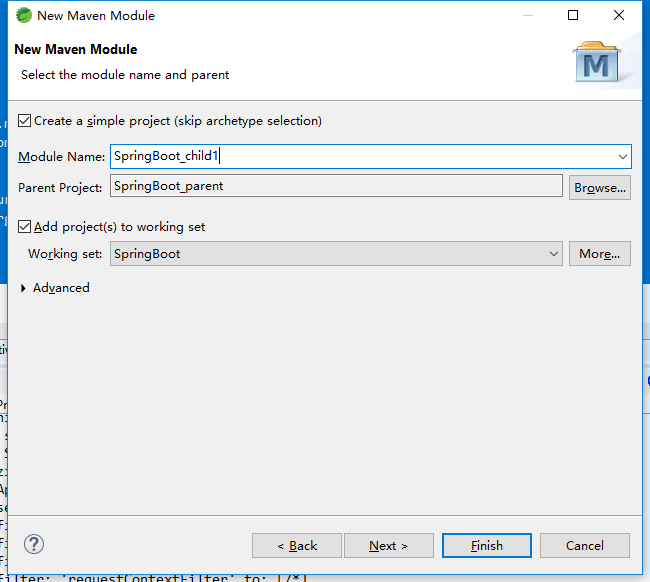 New Maven Module
New Maven Module
Select the module name and parent
M
Create a simple project (skip archetype selection)
Module Name: SpringBoot_child1
Parent Project: SpringBoot_parent Browse...
Add project(s) to working set
Working set: SpringBoot More...
Advanced
? < Back Next > Finish Cancel
filter: 'requestContextFilter' to: [/*]